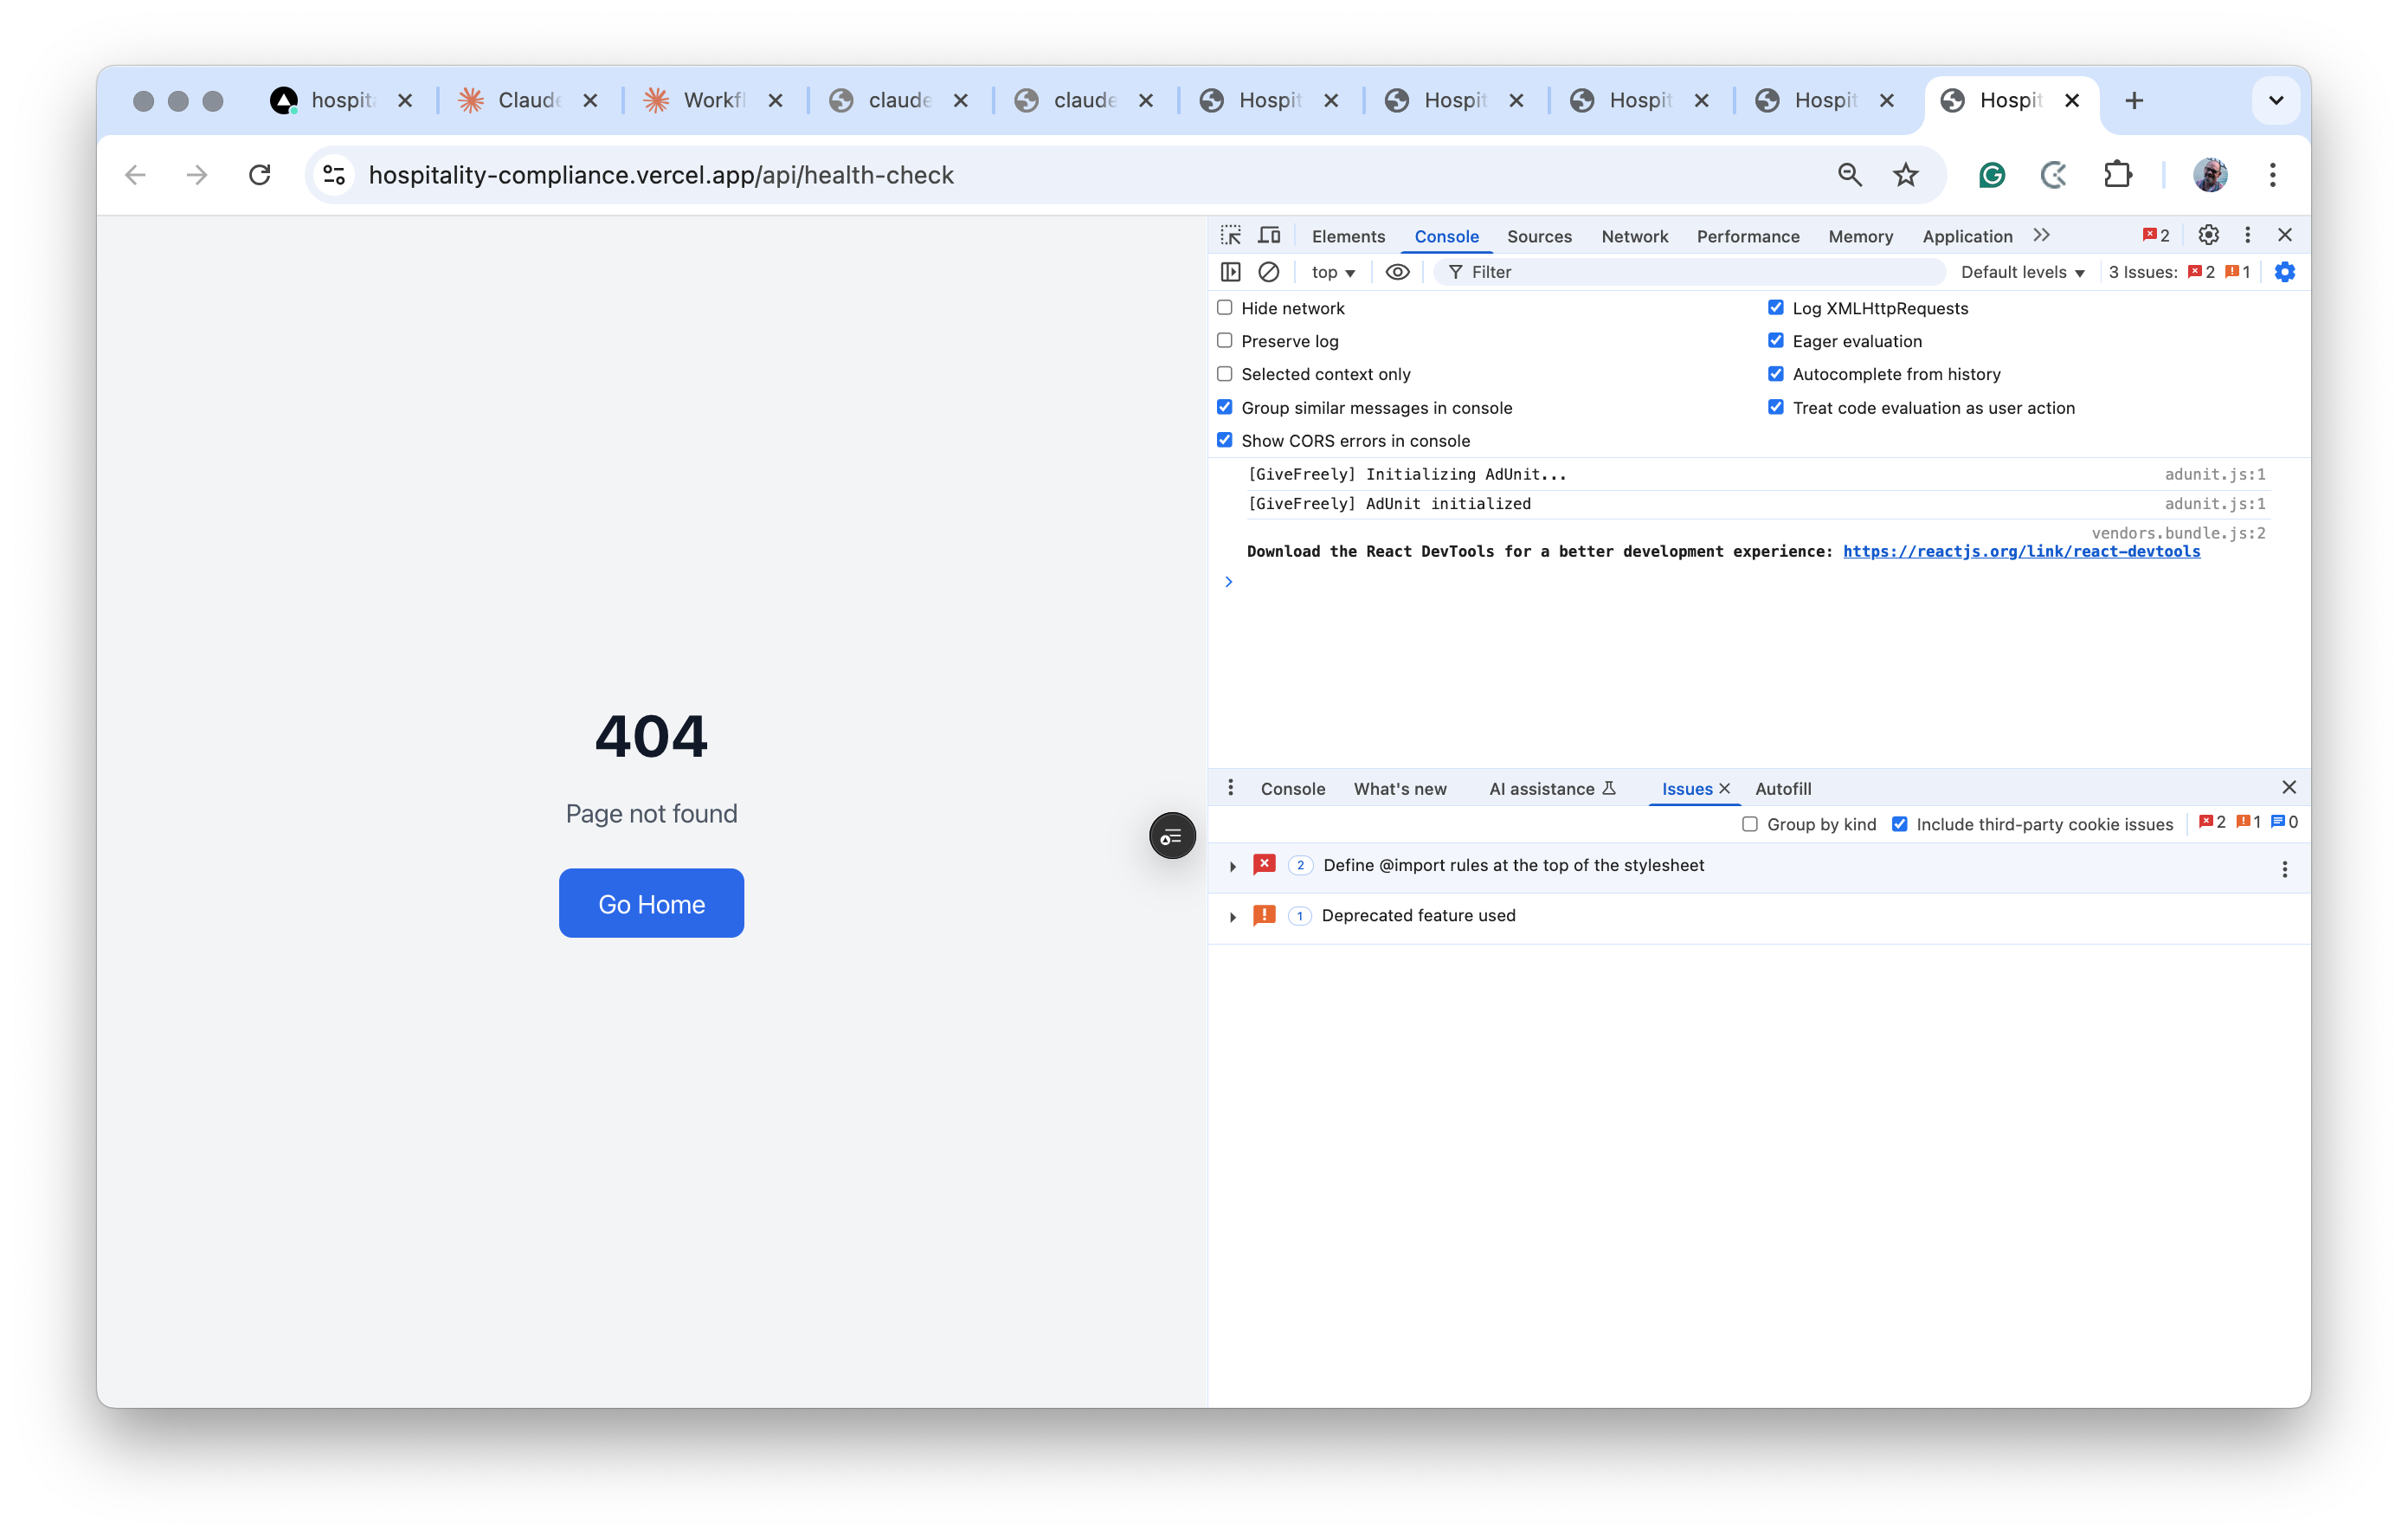 hospit
Claude
Workfl
claude
claude
Hospit
Hospit
Hospit
Hospit
Hospit
hospitality-compliance.vercel.app/api/health-check
404
Page not found
Go Home
Elements Console Sources Network Performance Memory Application 2
top Filter Default levels 3 Issues: 2 1
Hide network Log XMLHttpRequests
Preserve log Eager evaluation
Selected context only Autocomplete from history
Group similar messages in console Treat code evaluation as user action
Show CORS errors in console
[GiveFreely] Initializing AdUnit... adunit.js:1
[GiveFreely] AdUnit initialized adunit.js:1
vendors.bundle.js:2
Download the React DevTools for a better development experience: https://reactjs.org/link/react-devtools
Console What's new AI assistance Issues Autofill
Group by kind Include third-party cookie issues 2 1 0
2 Define @import rules at the top of the stylesheet
1 Deprecated feature used